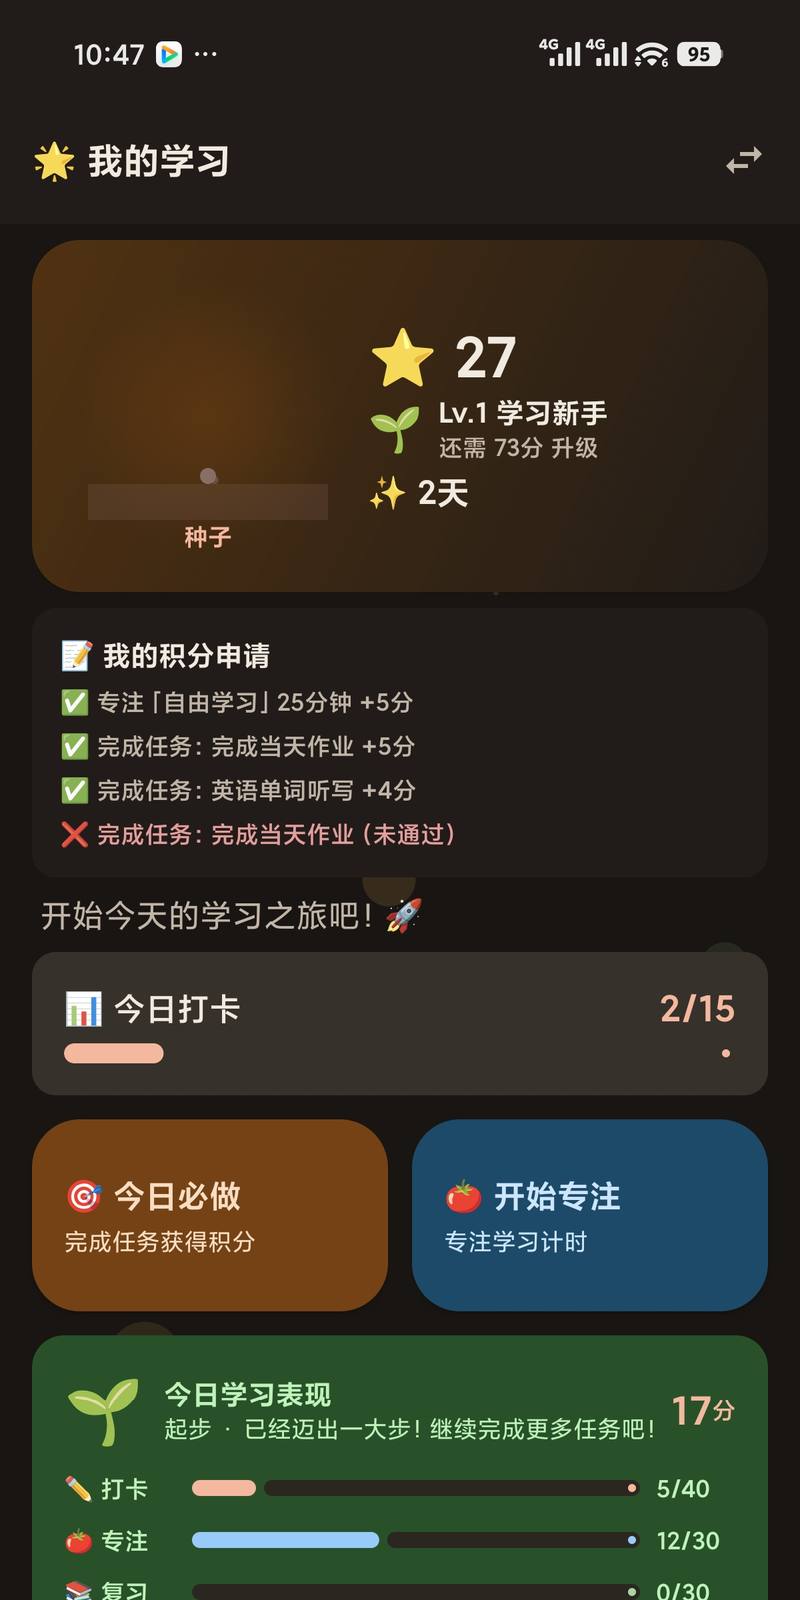 10:47
4G 4G 6 95
我的学习
27
Lv.1 学习新手
还需 73分 升级
2天
种子
我的积分申请
专注「自由学习」25分钟 +5分
完成任务：完成当天作业 +5分
完成任务：英语单词听写 +4分
完成任务：完成当天作业（未通过）
开始今天的学习之旅吧！
今日打卡
2/15
今日必做
完成任务获得积分
开始专注
专注学习计时
今日学习表现
起步 · 已经迈出一大步！继续完成更多任务吧！
17分
打卡 5/40
专注 12/30
复习 0/30